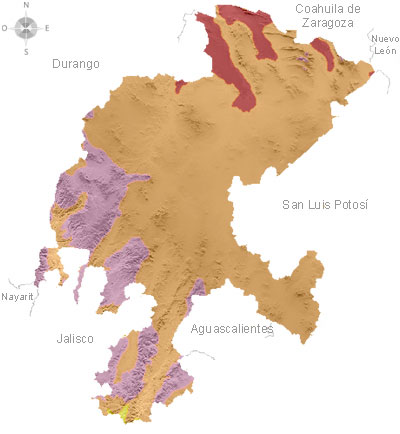 N
O
E
S
Coahuila de
Zaragoza
Nuevo
León
Durango
San Luis Potosí
Nayarit
Jalisco
Aguascalientes